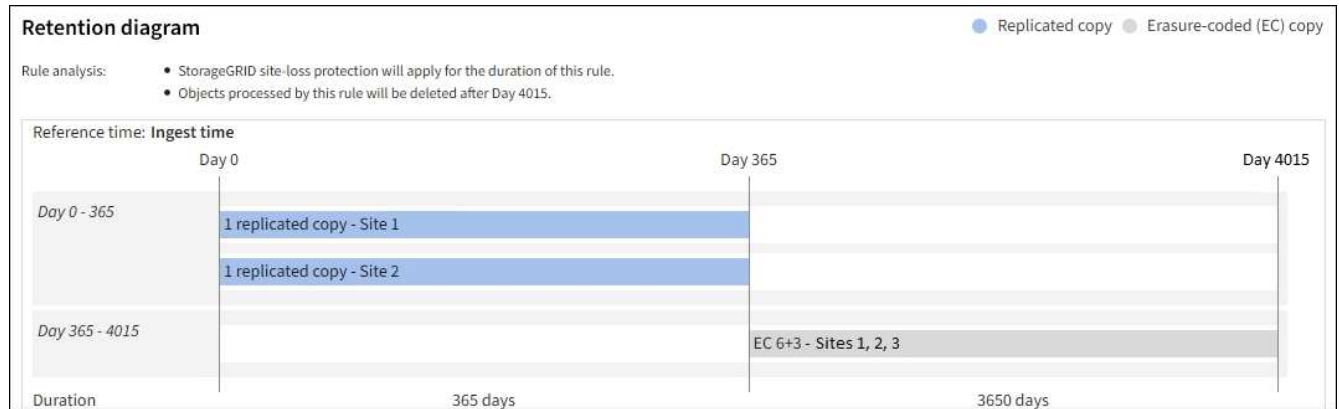 Retention diagram
Replicated copy
Erasure-coded (EC) copy
Rule analysis:
• StorageGRID site-loss protection will apply for the duration of this rule.
• Objects processed by this rule will be deleted after Day 4015.
Reference time: Ingest time
Day 0
Day 365
Day 4015
Day 0 - 365
1 replicated copy - Site 1
1 replicated copy - Site 2
Day 365 - 4015
EC 6+3 - Sites 1, 2, 3
Duration
365 days
3650 days